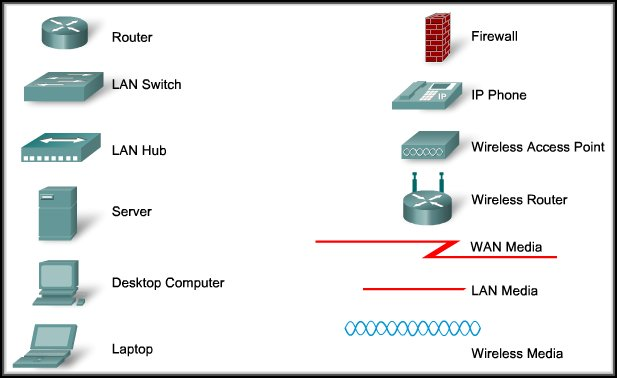 Router
LAN Switch
LAN Hub
Server
Desktop Computer
Laptop
Firewall
IP
IP Phone
Wireless Access Point
Wireless Router
WAN Media
LAN Media
Wireless Media